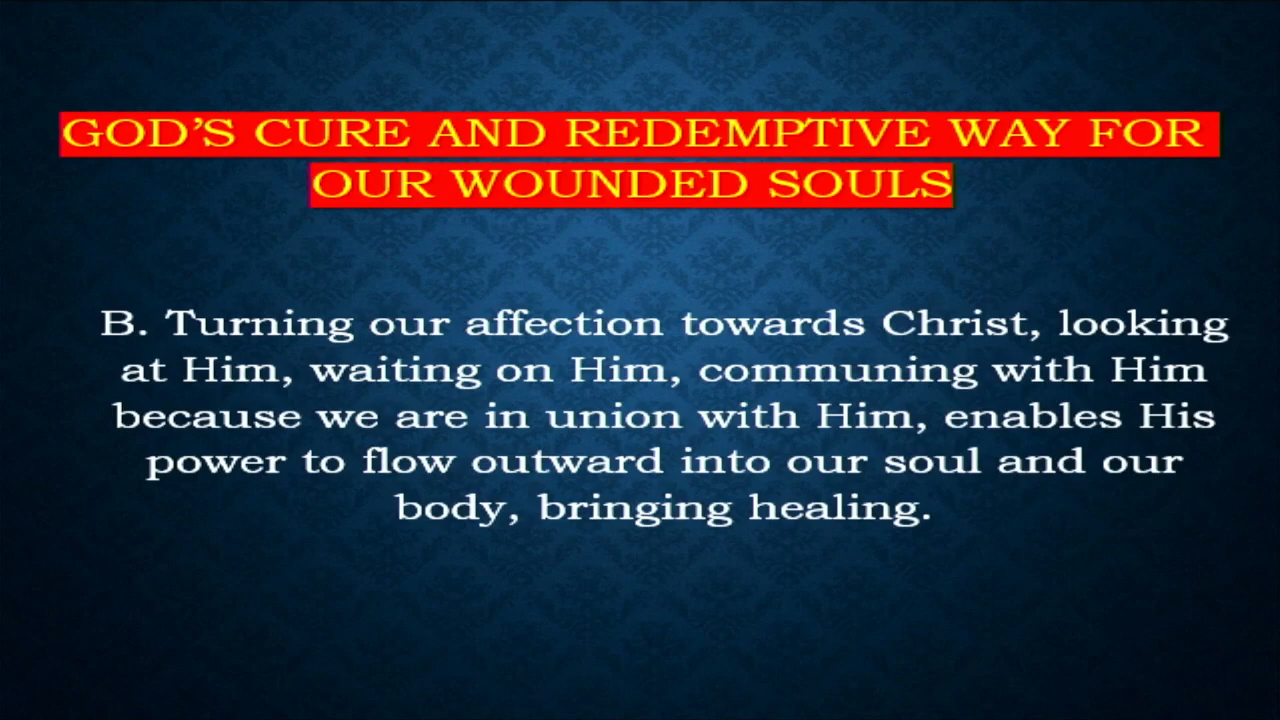 GOD’S CURE AND REDEMPTIVE WAY FOR
OUR WOUNDED SOULS
B. Turning our affection towards Christ, looking
at Him, waiting on Him, communing with Him
because we are in union with Him, enables His
power to flow outward into our soul and our
body, bringing healing.